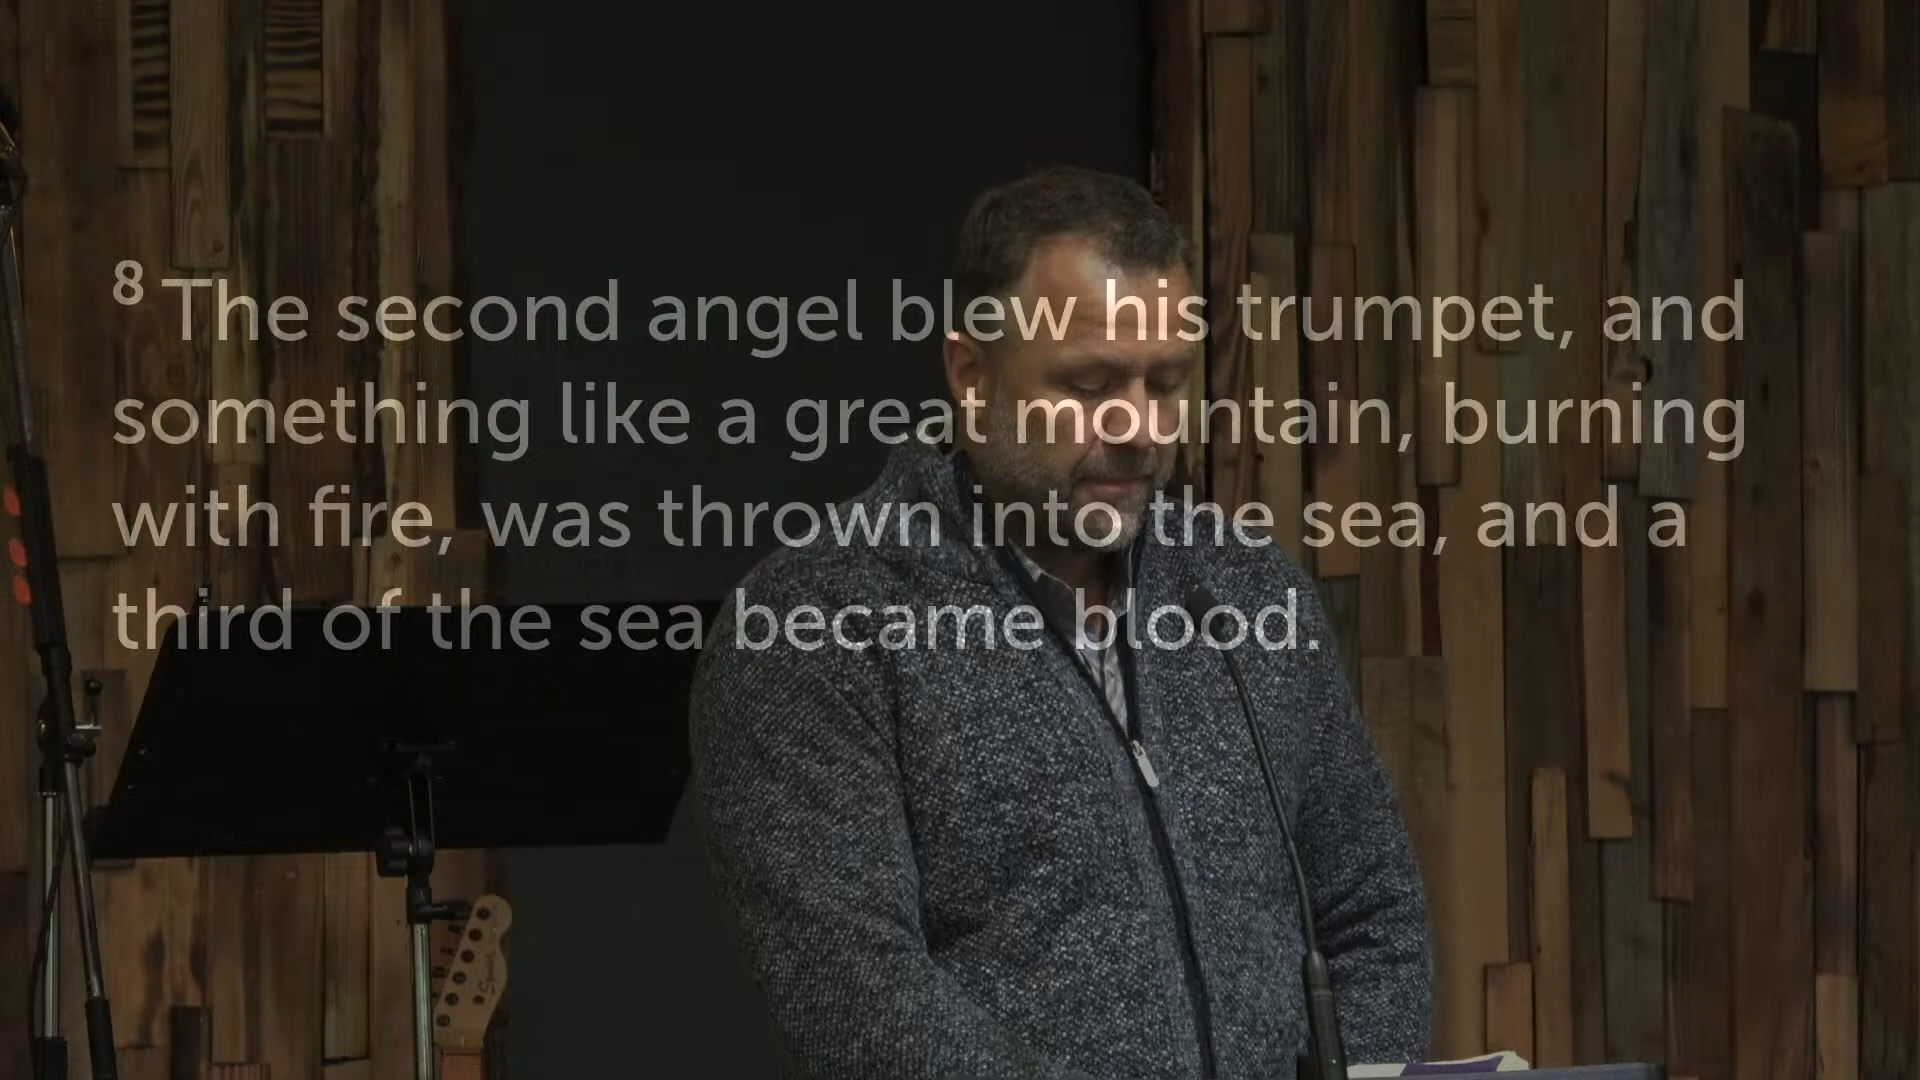 8 The second angel blew his trumpet, and
something like a great mountain, burning
with fire, was thrown into the sea, and a
third of the sea became blood.
Squier